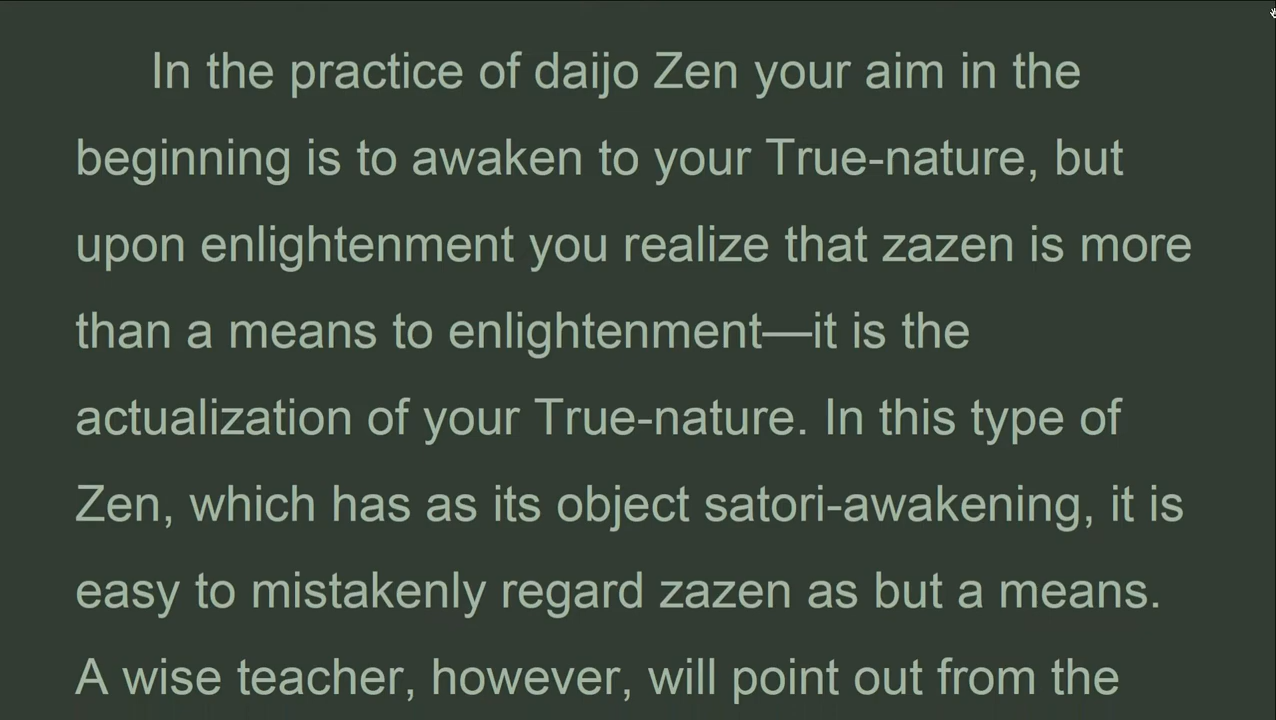 In the practice of daijo Zen your aim in the
beginning is to awaken to your True-nature, but
upon enlightenment you realize that zazen is more
than a means to enlightenment—it is the
actualization of your True-nature. In this type of
Zen, which has as its object satori-awakening, it is
easy to mistakenly regard zazen as but a means.
A wise teacher, however, will point out from the